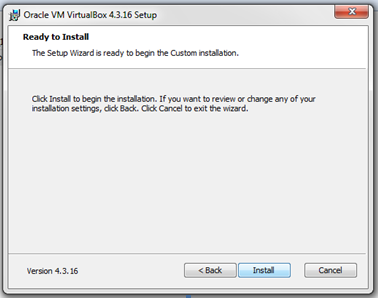 Oracle VM VirtualBox 4.3.16 Setup
Ready to Install
The Setup Wizard is ready to begin the Custom installation.
Click Install to begin the installation. If you want to review or change any of your
installation settings, click Back. Click Cancel to exit the wizard.
Version 4.3.16
< Back
Install
Cancel